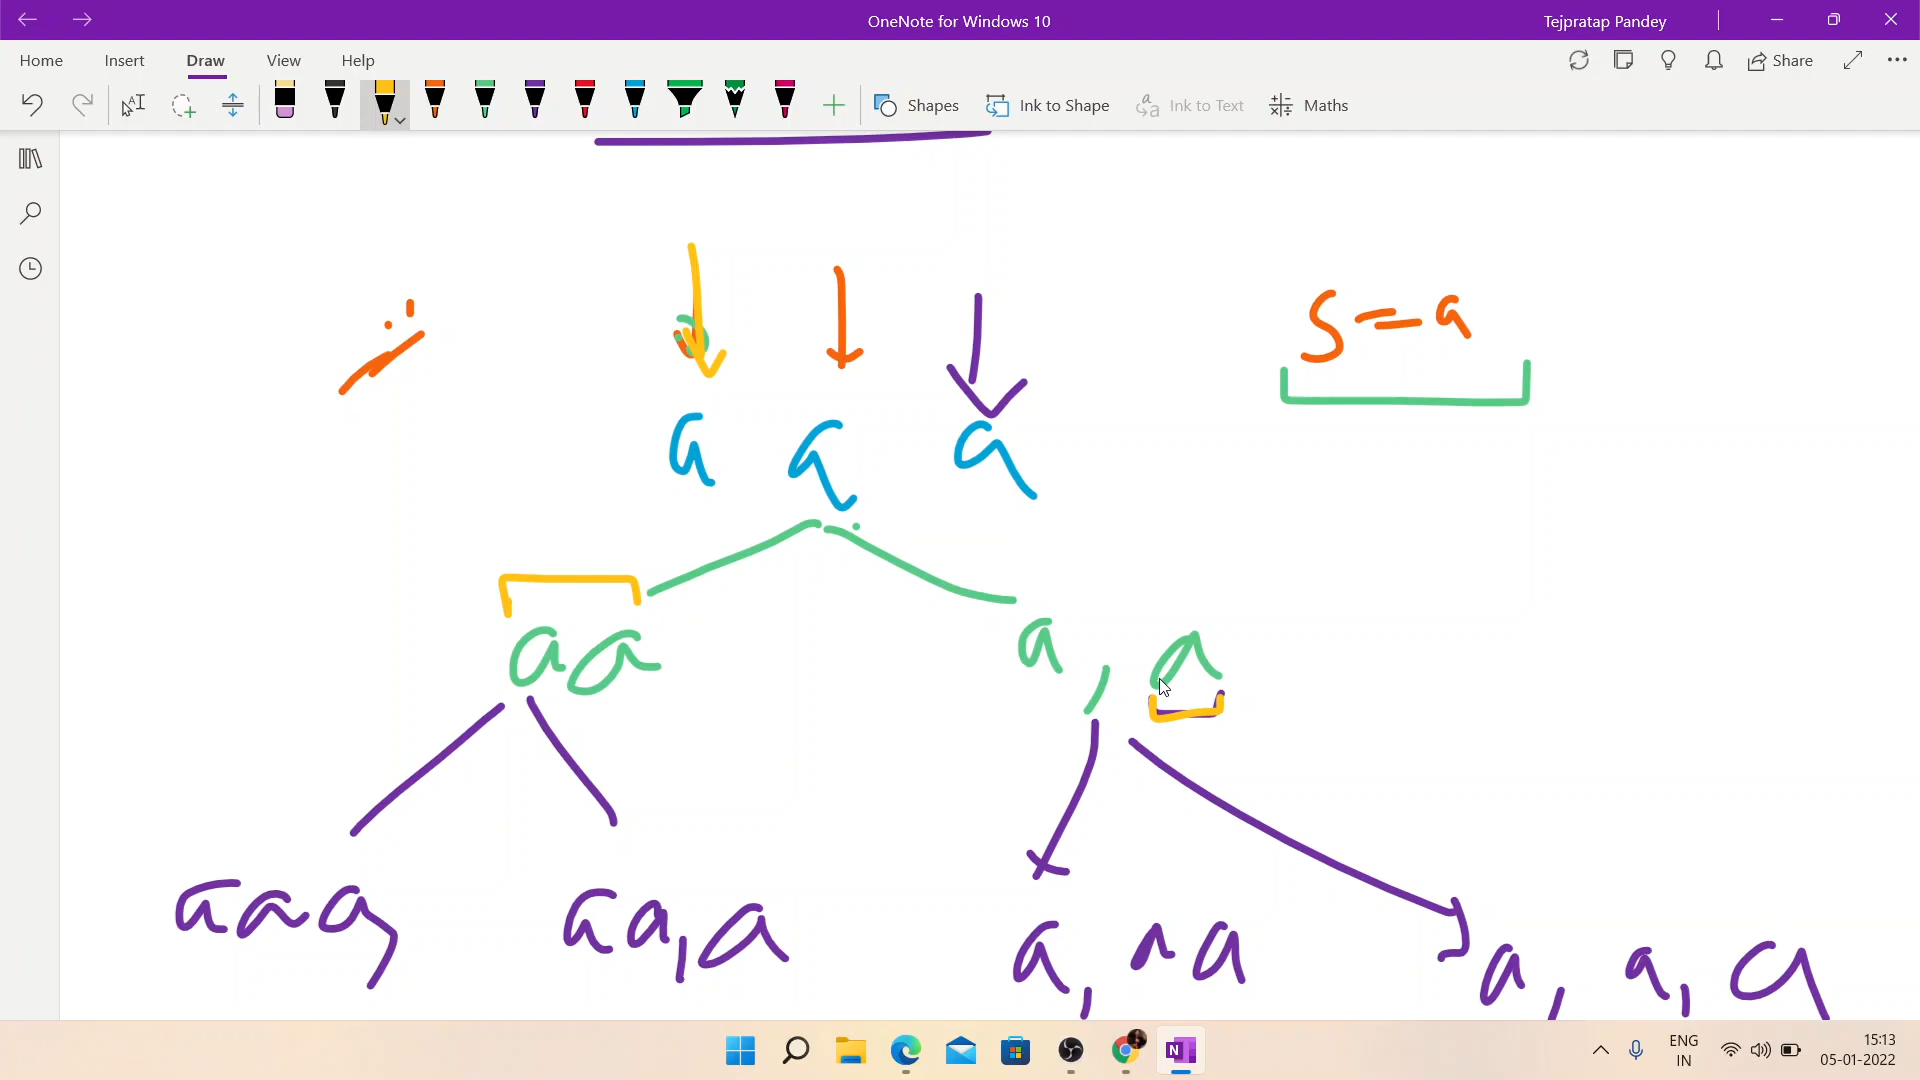 OneNote for Windows 10
Tejpratap Pandey
Home Insert Draw View Help
Share
Shapes Ink to Shape Ink to Text Maths
S=a
a a a
aa
a, a
aaa, aa,a a, aa a, a, a
ENG
IN
15:13
05-01-2022